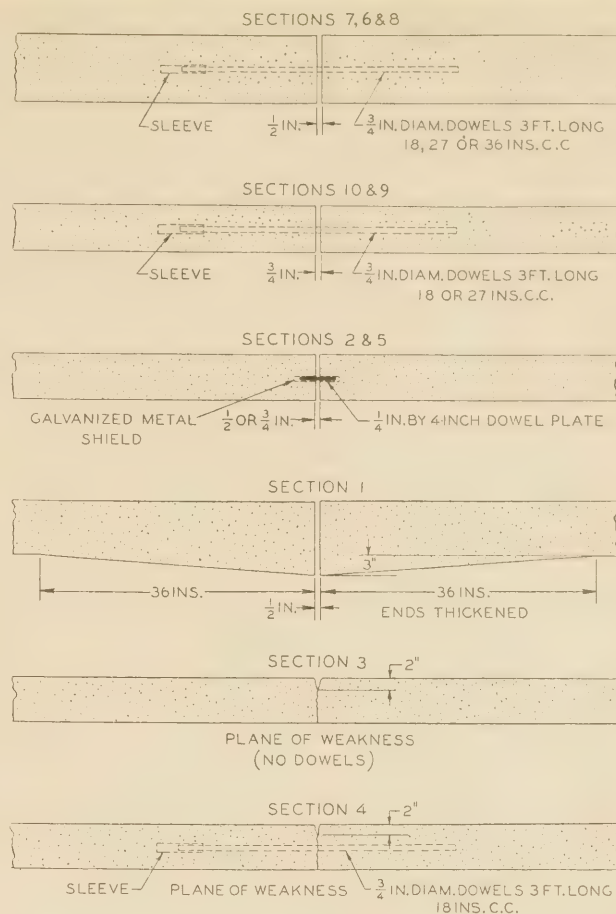 SECTIONS 7,6&8
SLEEVE
1/2 IN.
3/4 IN. DIAM. DOWELS 3 FT. LONG
18, 27 OR 36 INS. C.C
SECTIONS 10 & 9
SLEEVE
3/4 IN.
3/4 IN. DIAM. DOWELS 3 FT. LONG
18 OR 27 INS. C.C.
SECTIONS 2 & 5
GALVANIZED METAL
SHIELD
1/2 OR 3/4 IN.
1/4 IN. BY 4-INCH DOWEL PLATE
SECTION 1
3"
36 INS.
36 INS.
1/2 IN.
ENDS THICKENED
SECTION 3
2"
PLANE OF WEAKNESS
(NO DOWELS)
SECTION 4
2"
SLEEVE
PLANE OF WEAKNESS
3/4 IN. DIAM. DOWELS 3 FT. LONG
18 INS. C.C.